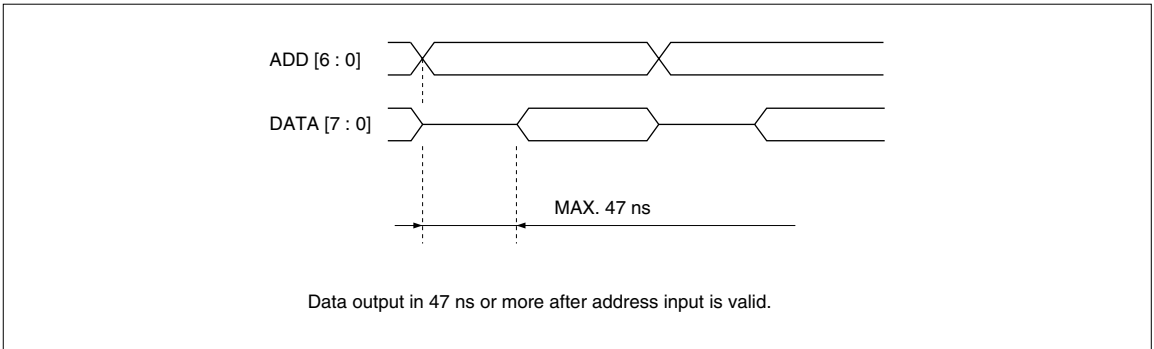 ADD [6 : 0]
DATA [7 : 0]
MAX. 47 ns
Data output in 47 ns or more after address input is valid.